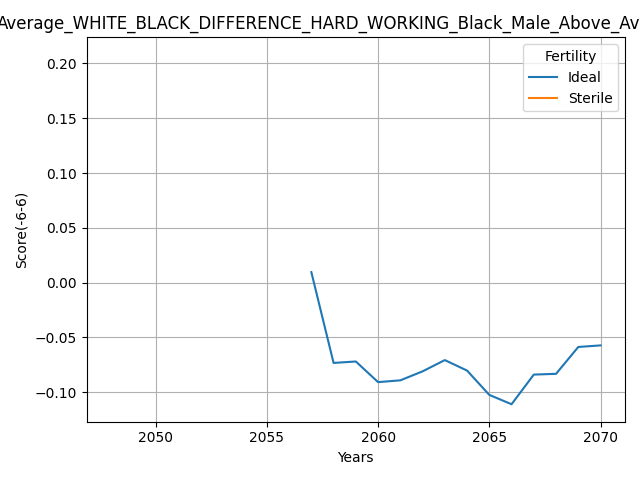 Average_WHITE_BLACK_DIFFERENCE_HARD_WORKING_Black_Male_Above_Av
Fertility
Ideal
Sterile
0.20
0.15
0.10
0.05
0.00
−0.05
−0.10
Score(-6-6)
2050 2055 2060 2065 2070
Years